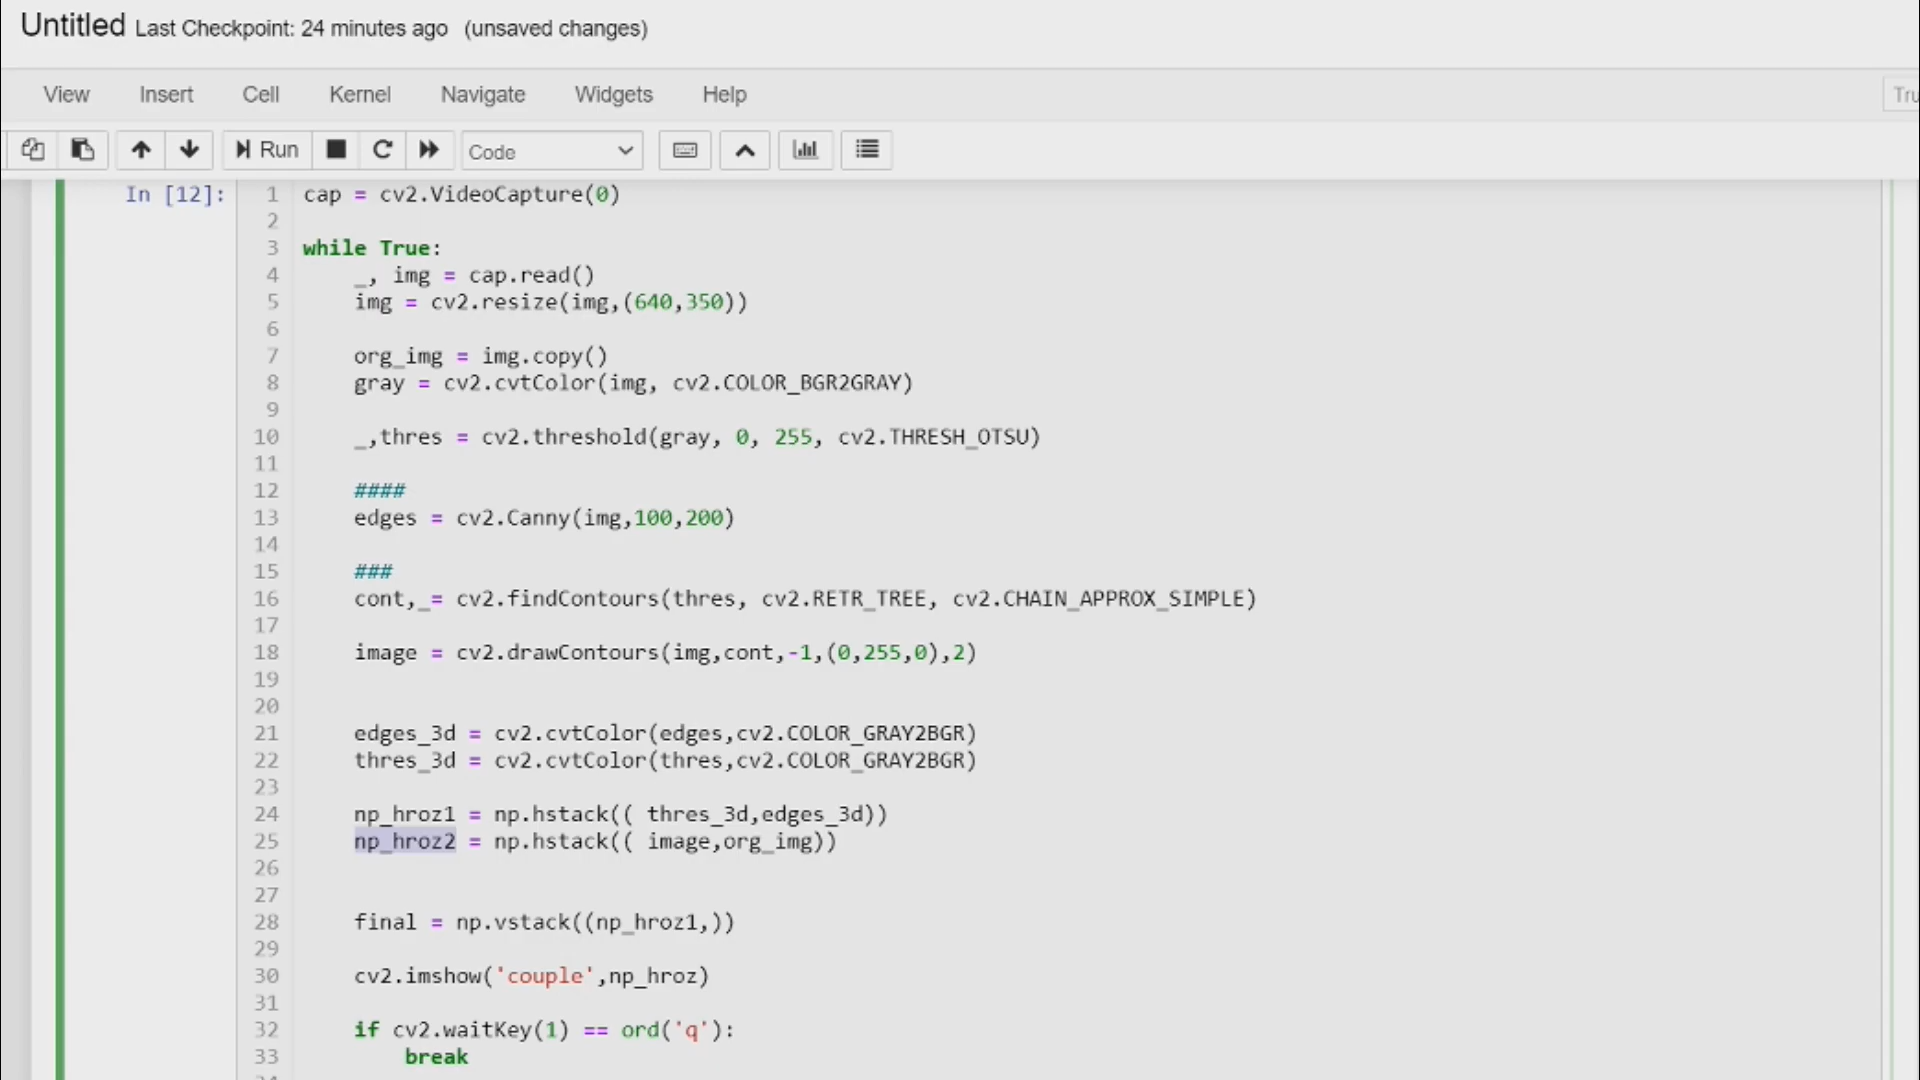 Untitled Last Checkpoint: 24 minutes ago (unsaved changes)
View Insert Cell Kernel Navigate Widgets Help
Run Code
In [12]:
1 cap = cv2.VideoCapture(0)
2
3 while True:
4 _, img = cap.read()
5 img = cv2.resize(img,(640,350))
6
7 org_img = img.copy()
8 gray = cv2.cvtColor(img, cv2.COLOR_BGR2GRAY)
9
10 _,thres = cv2.threshold(gray, 0, 255, cv2.THRESH_OTSU)
11
12 ####
13 edges = cv2.Canny(img,100,200)
14
15 ###
16 cont,_= cv2.findContours(thres, cv2.RETR_TREE, cv2.CHAIN_APPROX_SIMPLE)
17
18 image = cv2.drawContours(img,cont,-1,(0,255,0),2)
19
20
21 edges_3d = cv2.cvtColor(edges,cv2.COLOR_GRAY2BGR)
22 thres_3d = cv2.cvtColor(thres,cv2.COLOR_GRAY2BGR)
23
24 np_hroz1 = np.hstack(( thres_3d,edges_3d))
25 np_hroz2 = np.hstack(( image,org_img))
26
27
28 final = np.vstack((np_hroz1,))
29
30 cv2.imshow('couple',np_hroz)
31
32 if cv2.waitKey(1) == ord('q'):
33 break